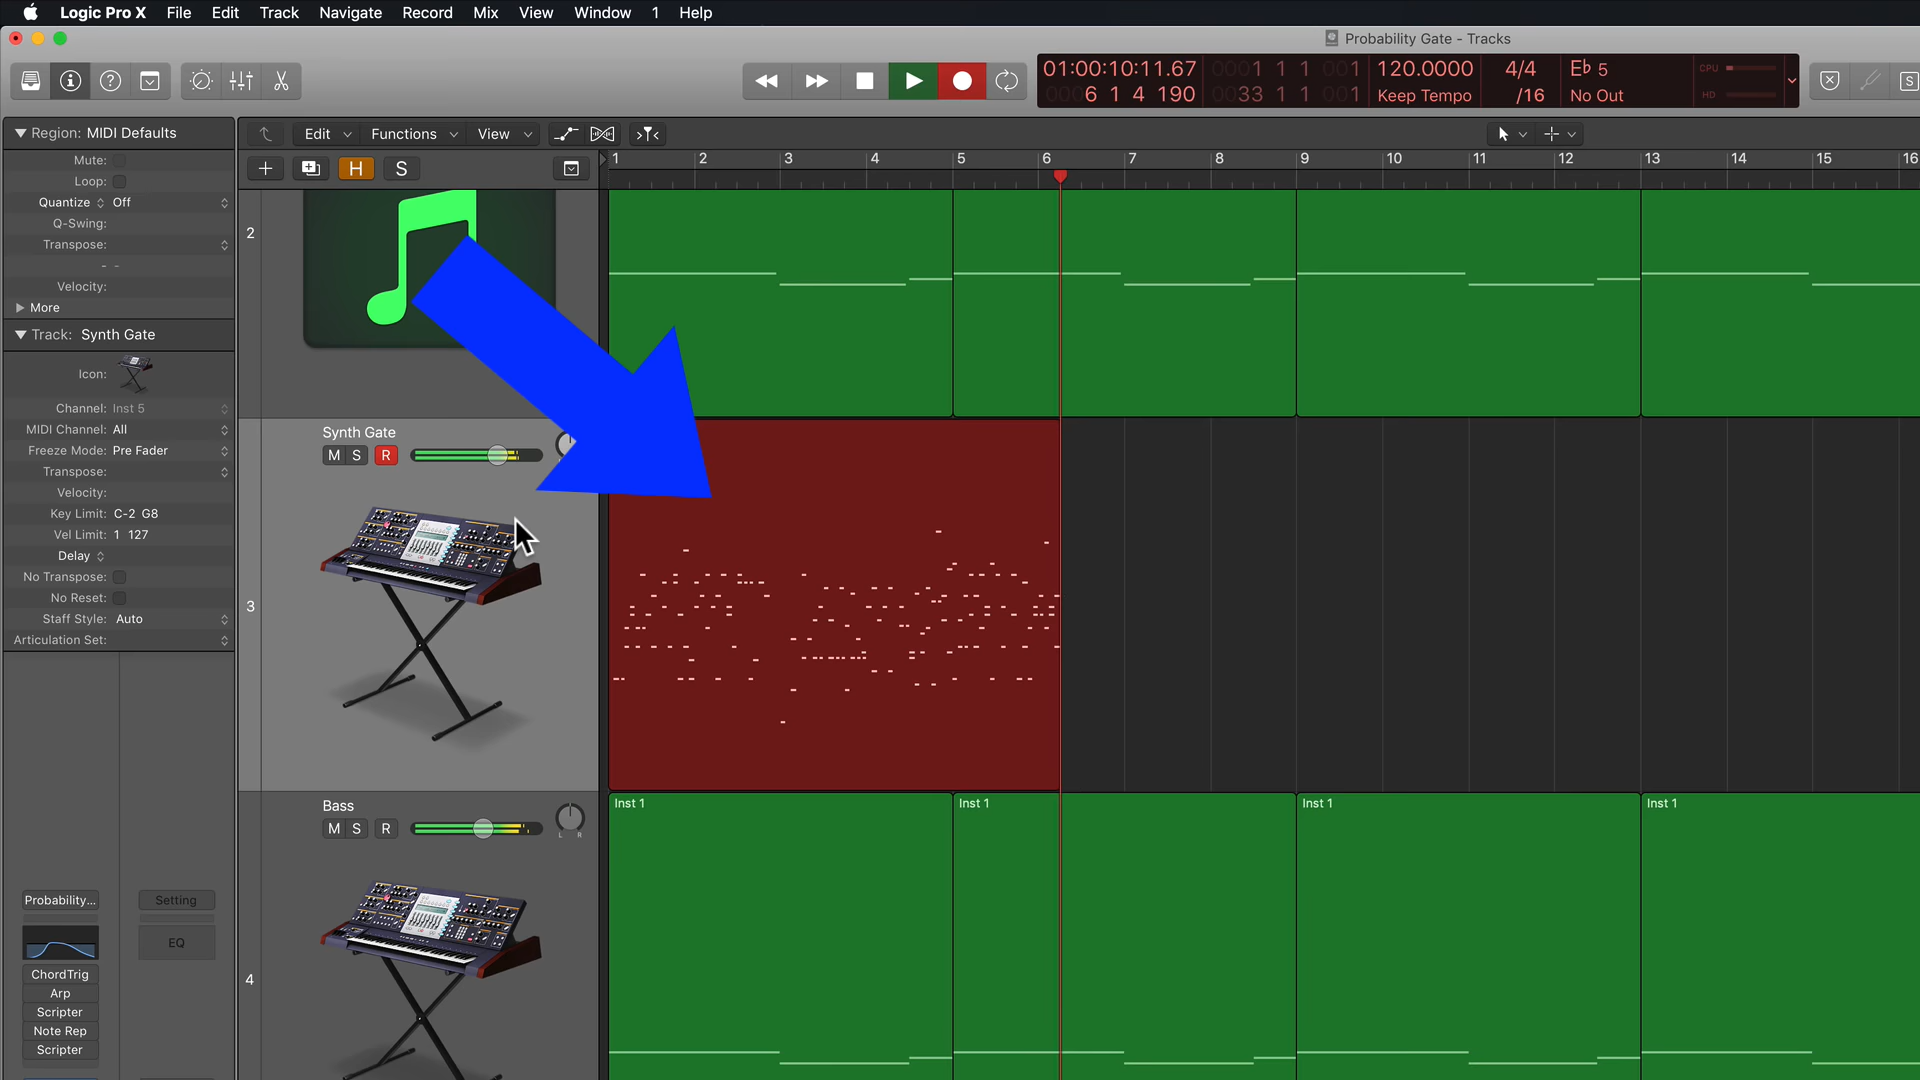 Logic Pro X File Edit Track Navigate Record Mix View Window 1 Help
Probability Gate - Tracks
01:00:10:11.67 0001 1 1 001 120.0000 4/4 Eb 5 CPU
0006 1 4 190 0033 1 1 001 Keep Tempo /16 No Out HD
S
Region: MIDI Defaults
Mute:
Loop:
Quantize Off
Q-Swing:
Transpose:
- -
Velocity:
More
Track: Synth Gate
Icon:
Channel: Inst 5
MIDI Channel: All
Freeze Mode: Pre Fader
Transpose:
Velocity:
Key Limit: C-2 G8
Vel Limit: 1 127
Delay
No Transpose:
No Reset:
Staff Style: Auto
Articulation Set:
Probability... Setting
EQ
ChordTrig
Arp
Scripter
Note Rep
Scripter
Edit Functions View
H S
1 2 3 4 5 6 7 8 9 10 11 12 13 14 15 16
2
Synth Gate
M S R
3
Bass
M S R
L R
4
Inst 1 Inst 1 Inst 1 Inst 1